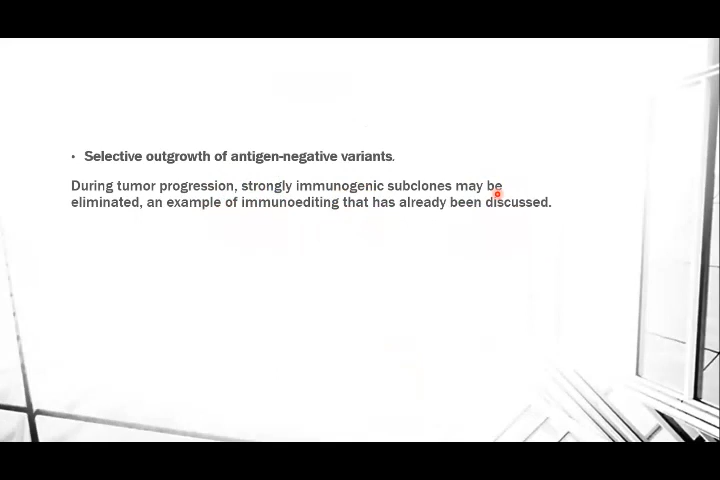 • Selective outgrowth of antigen-negative variants.
During tumor progression, strongly immunogenic subclones may be
eliminated, an example of immunoediting that has already been discussed.